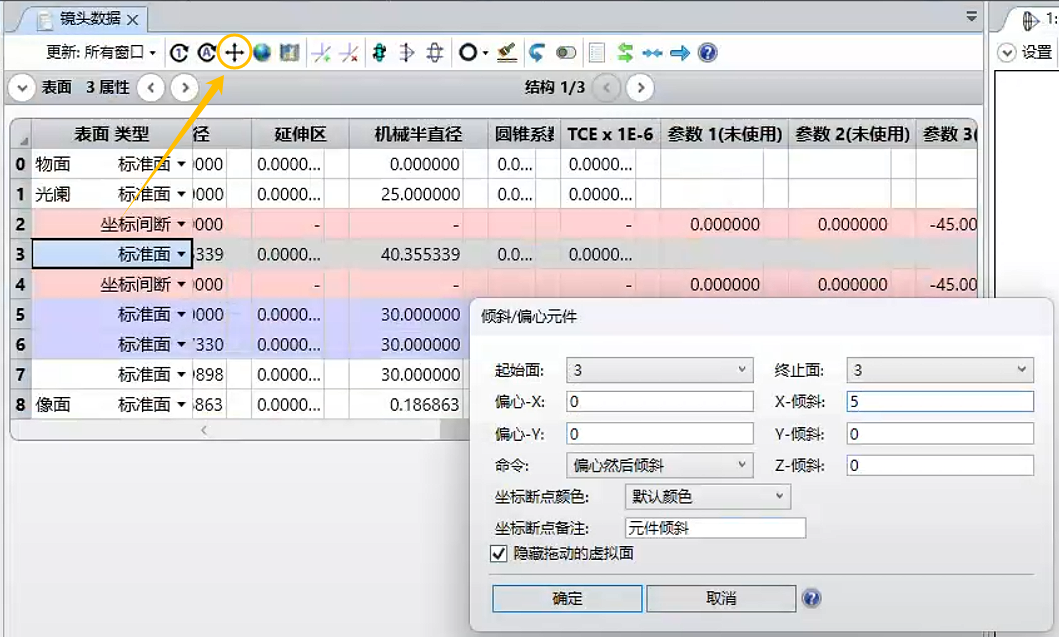 镜头数据
更新: 所有窗口
1:
设置
表面 3 属性
结构 1/3
表面 类型 径 延伸区 机械半直径 圆锥系数 TCE x 1E-6 参数 1(未使用) 参数 2(未使用) 参数 3(
0 物面 标准面 0000 0.0000... 0.000000 0.0... 0.0000...
1 光阑 标准面 0000 0.0000... 25.000000 0.0... 0.0000...
2 坐标间断 0000 - - - 0.000000 0.000000 -45.00
3 标准面 339 0.0000... 40.355339 0.0... 0.0000...
4 坐标间断 0000 - - - 0.000000 0.000000 -45.00
5 标准面 0000 0.0000... 30.000000
6 标准面 330 0.0000... 30.000000
7 标准面 9898 0.0000... 30.000000
8 像面 标准面 863 0.0000... 0.186863
倾斜/偏心元件
起始面: 3 终止面: 3
偏心-X: 0 X-倾斜: 5
偏心-Y: 0 Y-倾斜: 0
命令: 偏心然后倾斜 Z-倾斜: 0
坐标断点颜色: 默认颜色
坐标断点备注: 元件倾斜
隐藏拖动的虚拟面
确定 取消